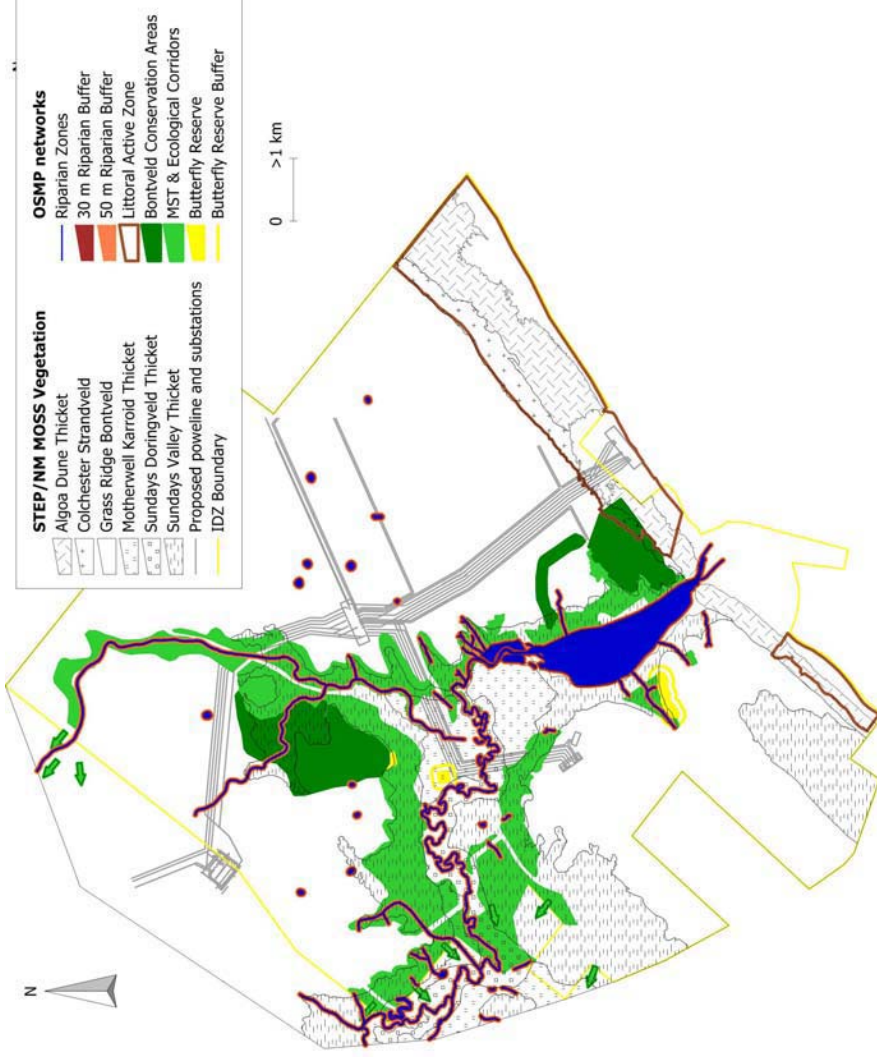 STEP/NM MOSS Vegetation
Algoa Dune Thicket
Colchester Strandveld
Grass Ridge Bontveld
Motherwell Karroid Thicket
Sundays Doringveld Thicket
Sundays Valley Thicket
Proposed poweline and substations
IDZ Boundary
OSMP networks
Riparian Zones
30 m Riparian Buffer
50 m Riparian Buffer
Littoral Active Zone
Bontveld Conservation Areas
MST & Ecological Corridors
Butterfly Reserve
Butterfly Reserve Buffer
0 >1 km
N